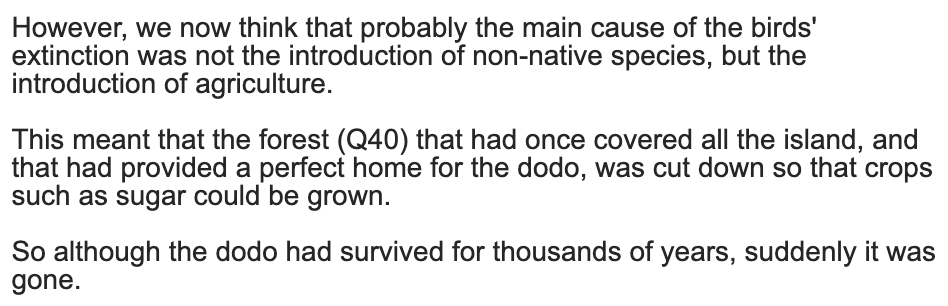 However, we now think that probably the main cause of the birds'
extinction was not the introduction of non-native species, but the
introduction of agriculture.
This meant that the forest (Q40) that had once covered all the island, and
that had provided a perfect home for the dodo, was cut down so that crops
such as sugar could be grown.
So although the dodo had survived for thousands of years, suddenly it was
gone.